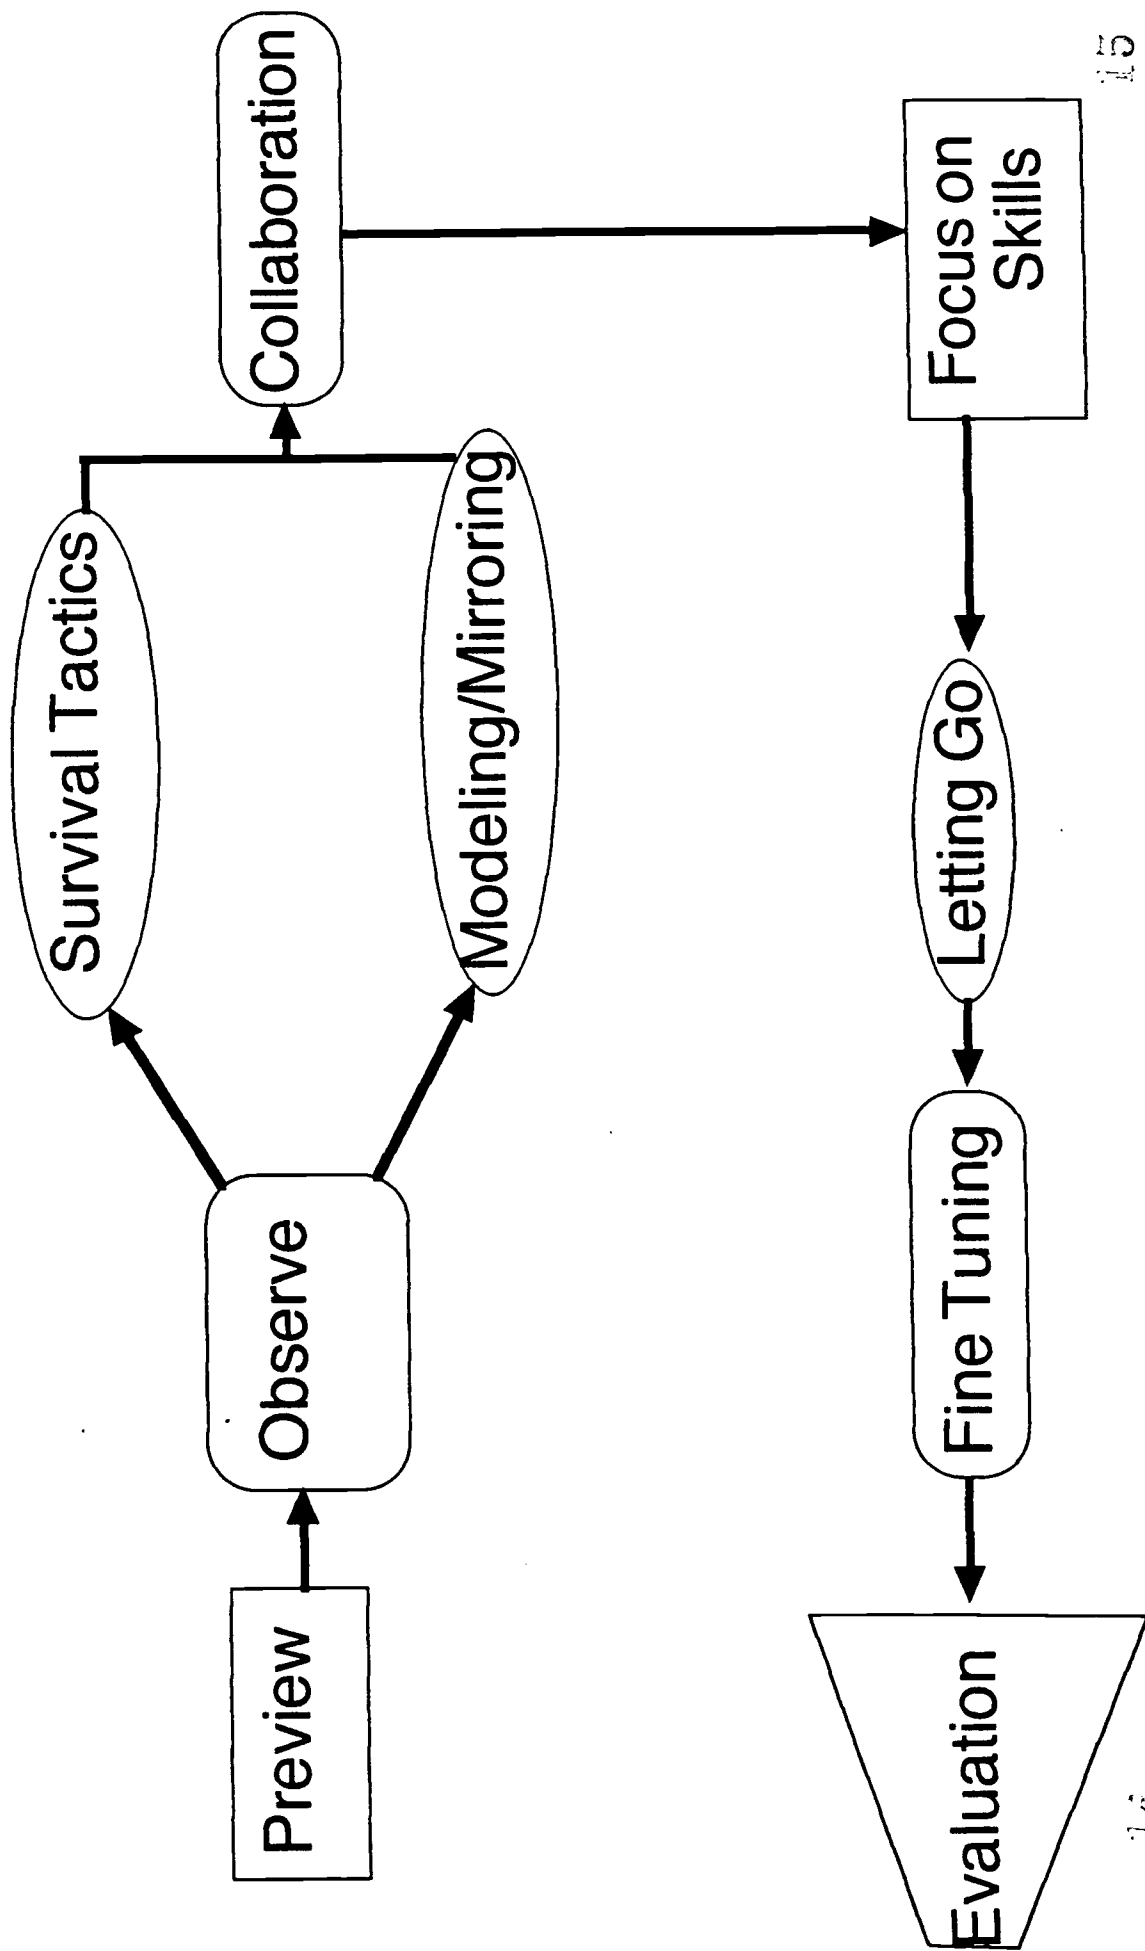 Preview
Observe
Survival Tactics
Modeling/Mirroring
Collaboration
Focus on
Skills
Letting Go
Fine Tuning
Evaluation
15